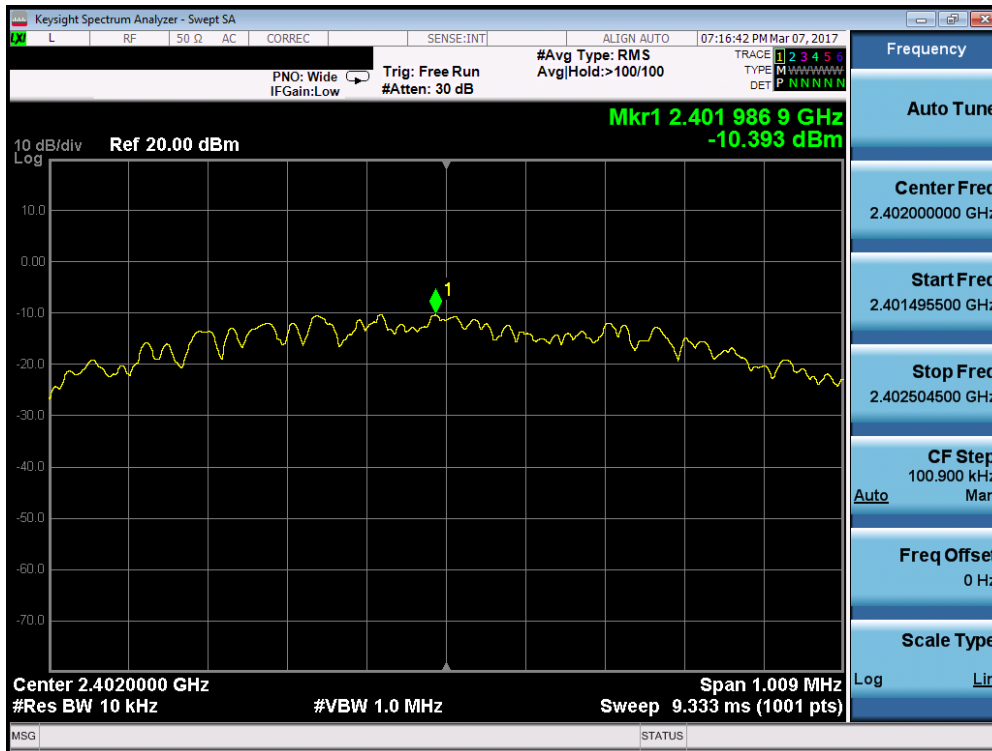 Keysight Spectrum Analyzer - Swept SA
LXI L RF 50 Ω AC CORREC SENSE:INT ALIGN AUTO 07:16:42 PM Mar 07, 2017
PNO: Wide Trig: Free Run #Avg Type: RMS TRACE 1 2 3 4 5 6
IFGain:Low #Atten: 30 dB Avg|Hold:>100/100 TYPE M WWWWW
DET P N N N N N
Mkr1 2.401 986 9 GHz
-10.393 dBm
10 dB/div Ref 20.00 dBm
Log
10.0
0.00
-10.0
-20.0
-30.0
-40.0
-50.0
-60.0
-70.0
1
Center 2.4020000 GHz Span 1.009 MHz
#Res BW 10 kHz #VBW 1.0 MHz Sweep 9.333 ms (1001 pts)
MSG STATUS
Frequency
Auto Tune
Center Freq
2.402000000 GHz
Start Freq
2.401495500 GHz
Stop Freq
2.402504500 GHz
CF Step
100.900 kHz
Auto Man
Freq Offset
0 Hz
Scale Type
Log Lin